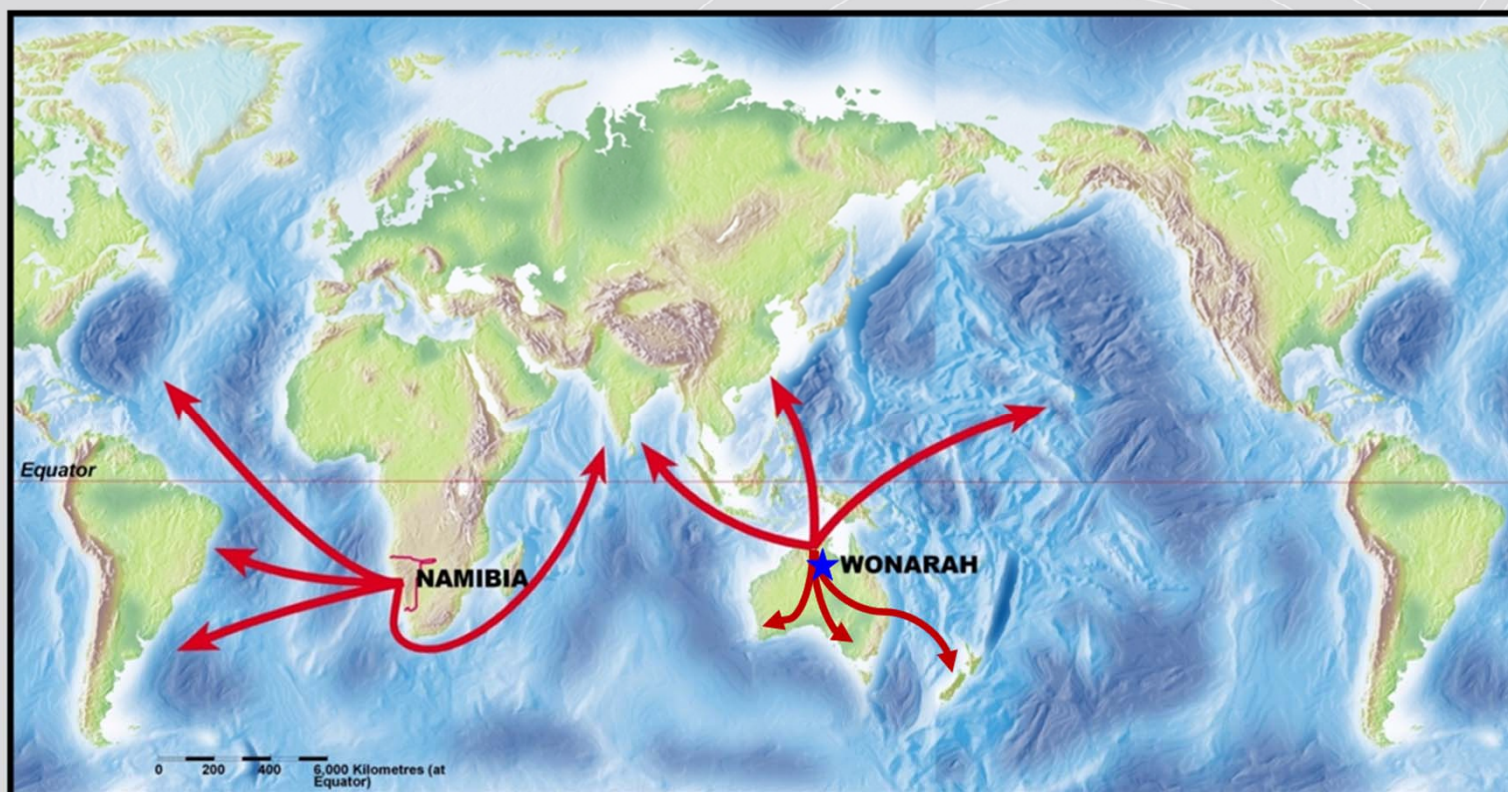 Equator
NAMIBIA
WONARAH
0 200 400 6,000 Kilometres (at
Equator)